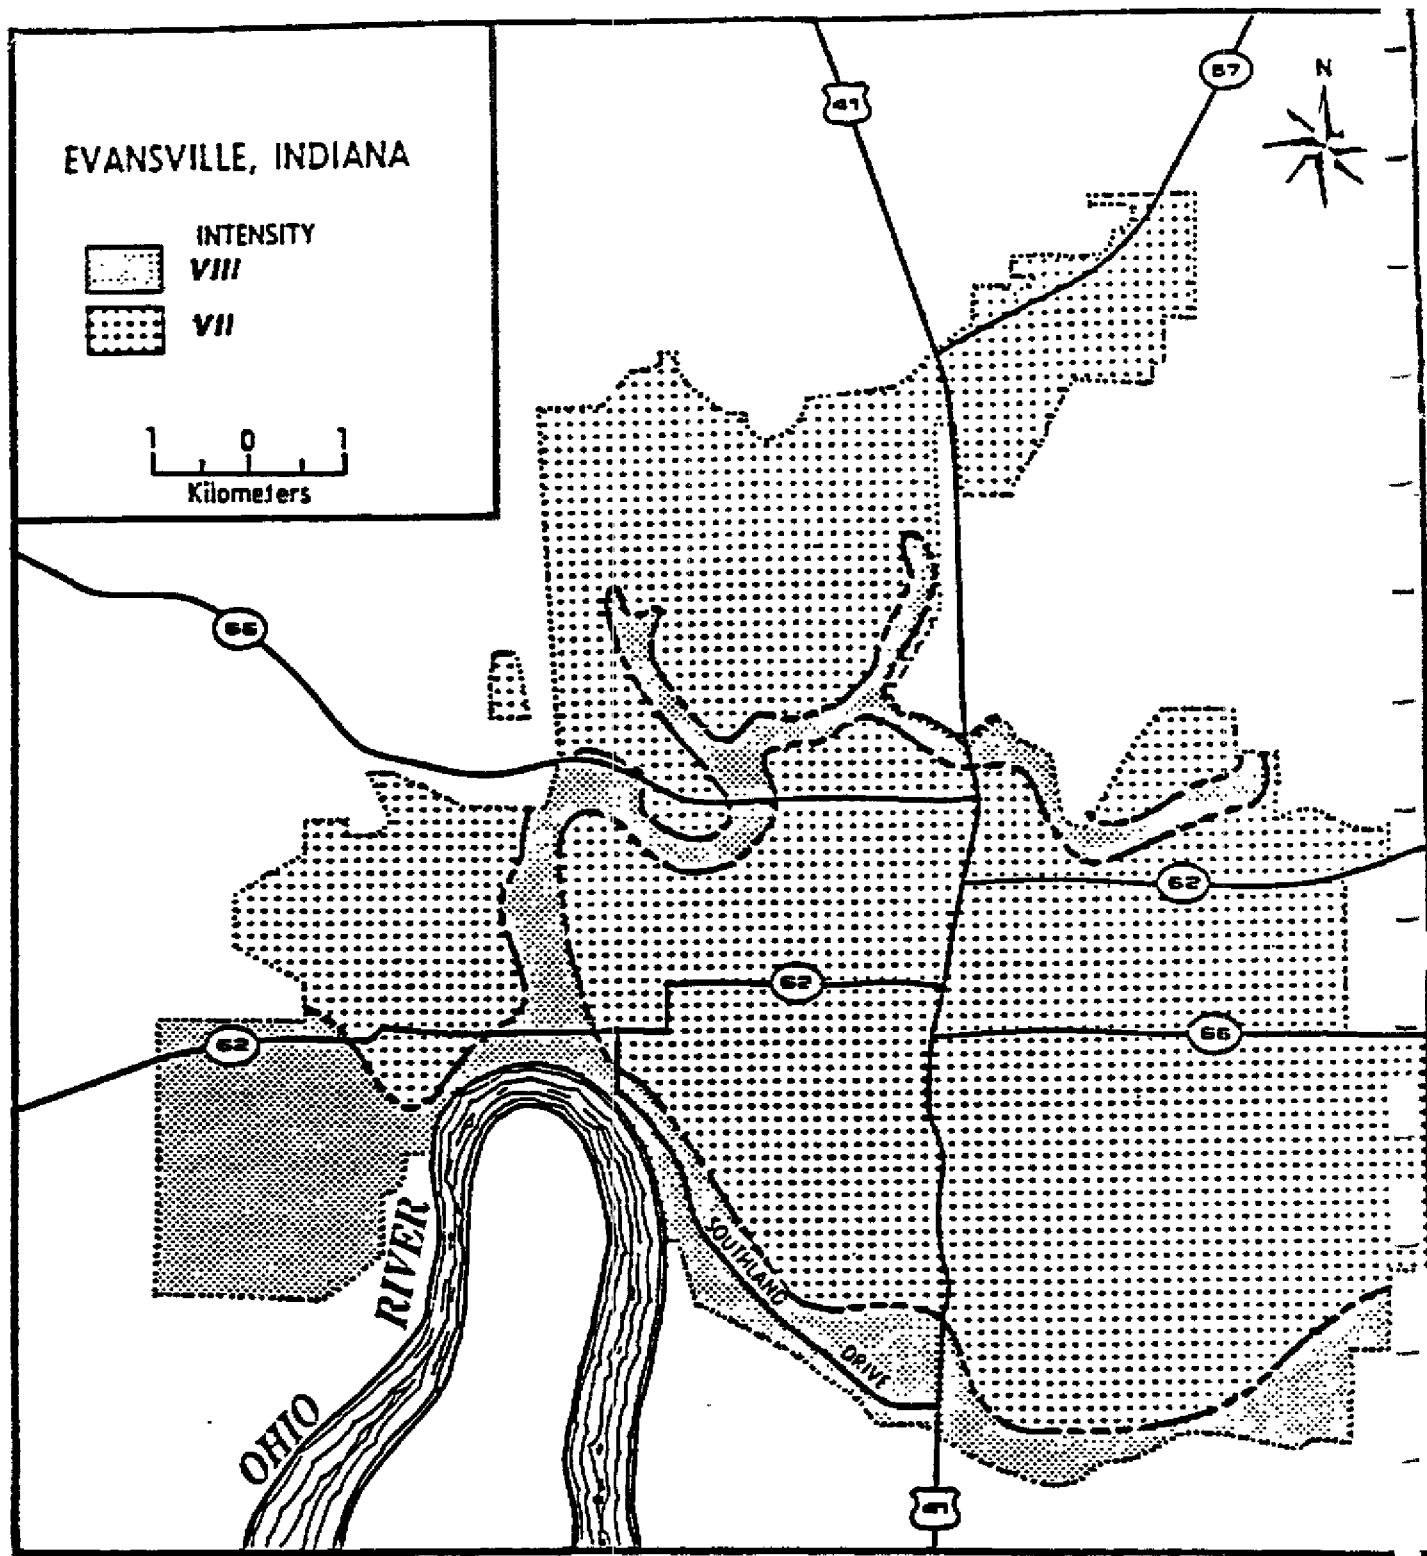 EVANSVILLE, INDIANA
INTENSITY
VIII
VII
1 0 1
Kilometers
41
57
N
66
62
62
62
66
SOUTHLAND
DRIVE
OHIO
RIVER
41